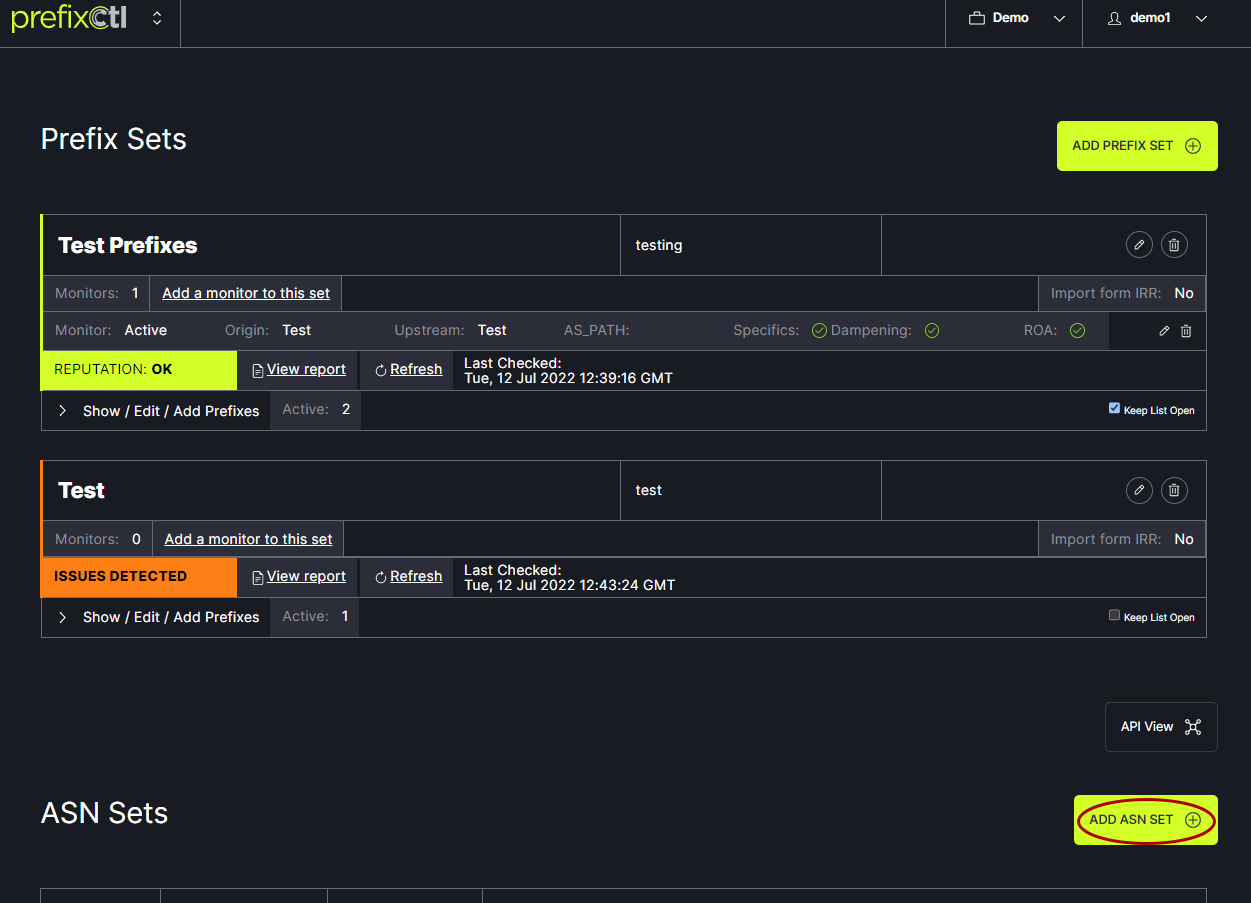 prefixCtl
Demo
demo1
Prefix Sets
ADD PREFIX SET
Test Prefixes
testing
Monitors: 1
Add a monitor to this set
Import form IRR: No
Monitor: Active
Origin: Test
Upstream: Test
AS_PATH:
Specifics:
Dampening:
ROA:
REPUTATION: OK
View report
Refresh
Last Checked:
Tue, 12 Jul 2022 12:39:16 GMT
Show / Edit / Add Prefixes
Active: 2
Keep List Open
Test
test
Monitors: 0
Add a monitor to this set
Import form IRR: No
ISSUES DETECTED
View report
Refresh
Last Checked:
Tue, 12 Jul 2022 12:43:24 GMT
Show / Edit / Add Prefixes
Active: 1
Keep List Open
API View
ASN Sets
ADD ASN SET